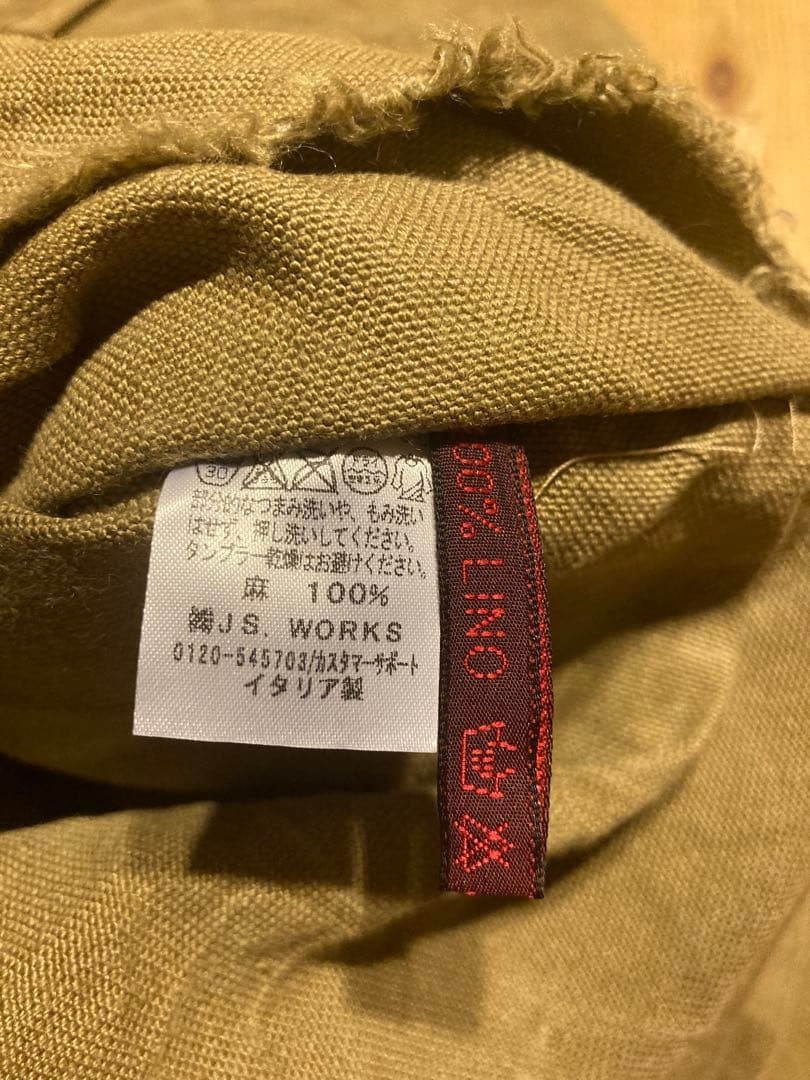 30
部分的なつまみ洗いや、もみ洗い
はせず、押し洗いしてください。
タンブラー乾燥はお避けください。
麻 100%
㈱JS. WORKS
0120-545703/カスタマーサポート
イタリア製
00% LINO